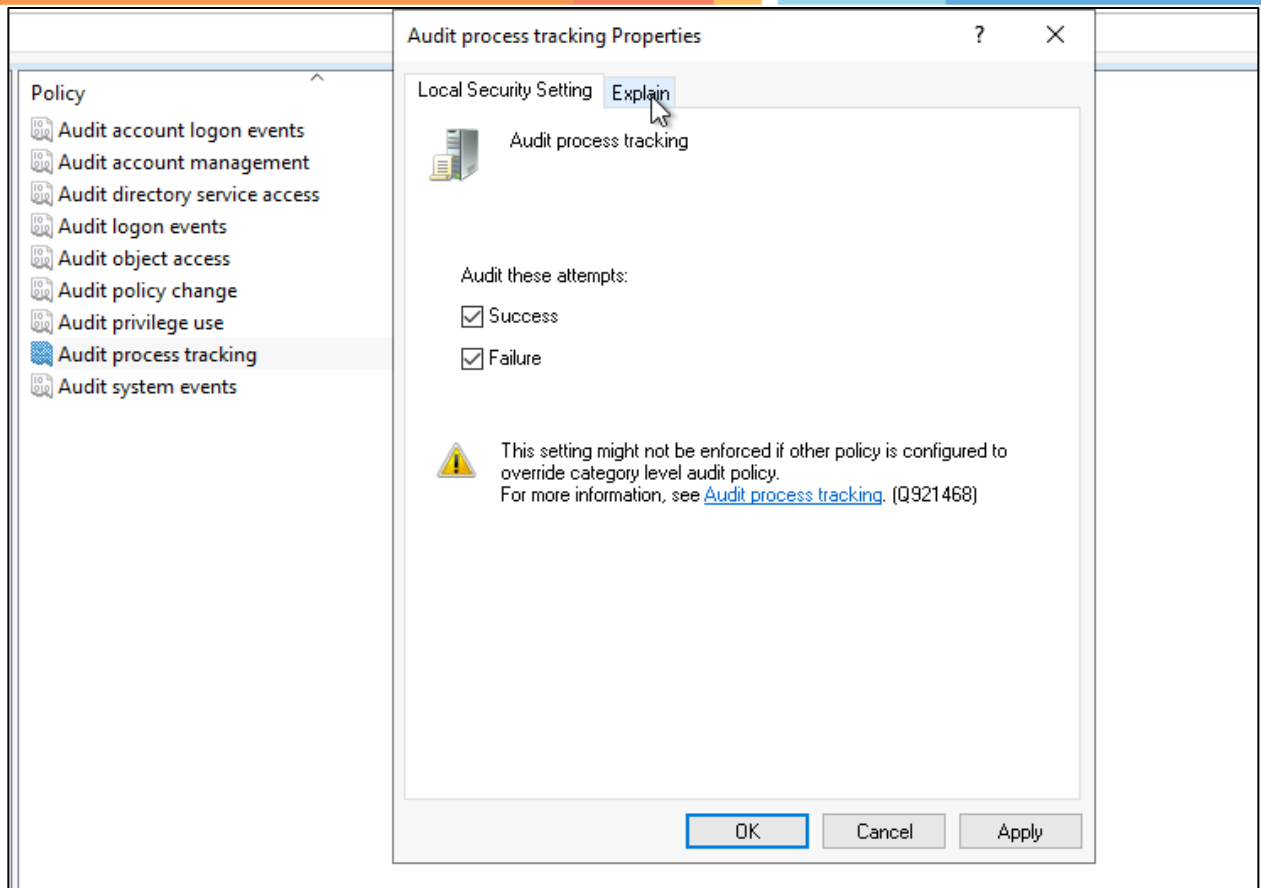 Audit process tracking Properties
?
Policy
Audit account logon events
Audit account management
Audit directory service access
Audit logon events
Audit object access
Audit policy change
Audit privilege use
Audit process tracking
Audit system events
Local Security Setting
Explain
Audit process tracking
Audit these attempts:
Success
Failure
This setting might not be enforced if other policy is configured to
override category level audit policy.
For more information, see Audit process tracking. (Q921468)
OK
Cancel
Apply